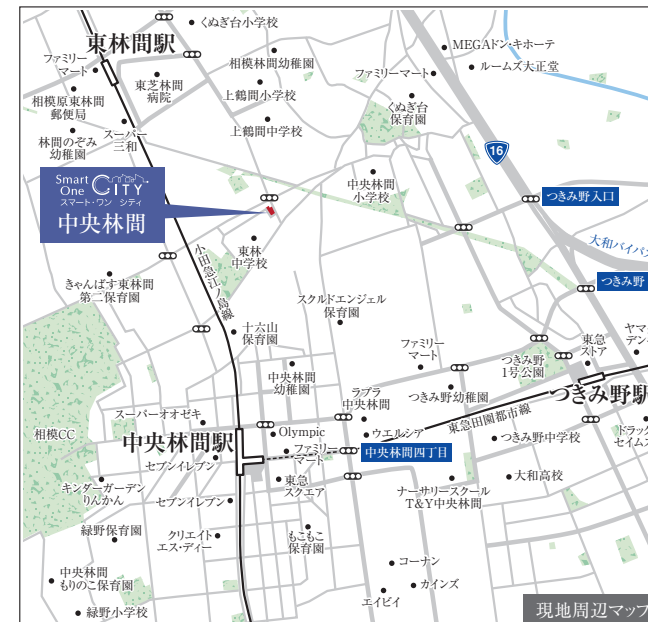 くぬぎ台小学校
東林間駅
ファミリー
マート
相模林間幼稚園
MEGAドン・キホーテ
ルームズ大正堂
ファミリーマート
東芝林間
病院
相模原東林間
郵便局
上鶴間小学校
くぬぎ台
保育園
スーパー
三和
上鶴間中学校
林間のぞみ
幼稚園
16
Smart
One CITY
スマート・ワン シティ
中央林間
中央林間
小学校
つきみ野入口
東林
中学校
大和バイパス
小田急江ノ島線
つきみ野
きゃんばす東林間
第二保育園
スクルドエンジェル
保育園
十六山
保育園
ファミリー
マート
つきみ野
1号公園
東急
ストア
ヤマ
デンキ
中央林間
幼稚園
ラブラ
中央林間
つきみ野幼稚園
つきみ野駅
東急田園都市線
スーパーオオゼキ
相模CC
中央林間駅
Olympic
ウエルシア
つきみ野中学校
ドラッグ
セイムス
セブンイレブン
ファミリー
マート
中央林間四丁目
キンダーガーデン
りんかん
東急
スクエア
ナーサリースクール
T&Y中央林間
大和高校
セブンイレブン
緑野保育園
クリエイト
エス・ディー
もこもこ
保育園
コーナン
中央林間
もりのこ保育園
カインズ
エイビイ
緑野小学校
現地周辺マップ